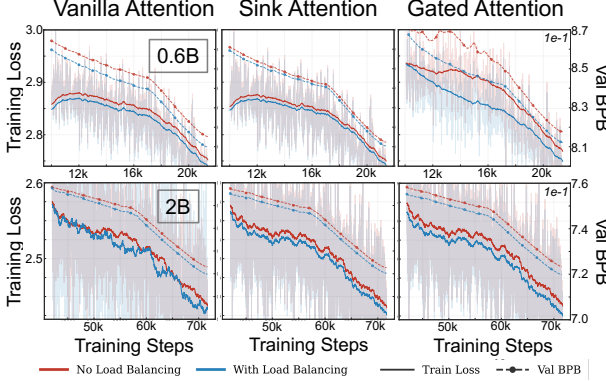 Vanilla Attention Sink Attention Gated Attention
3.0 0.6B 1e-1 8.7
Training Loss 2.9 8.5 Val BPB
2.8 8.3
8.1
12k 16k 20k 12k 16k 20k 12k 16k 20k
2.6 2B 1e-1 7.6
Training Loss 2.5 7.4 Val BPB
7.2
7.0
50k 60k 70k 50k 60k 70k 50k 60k 70k
Training Steps Training Steps Training Steps
No Load Balancing With Load Balancing Train Loss Val BPB